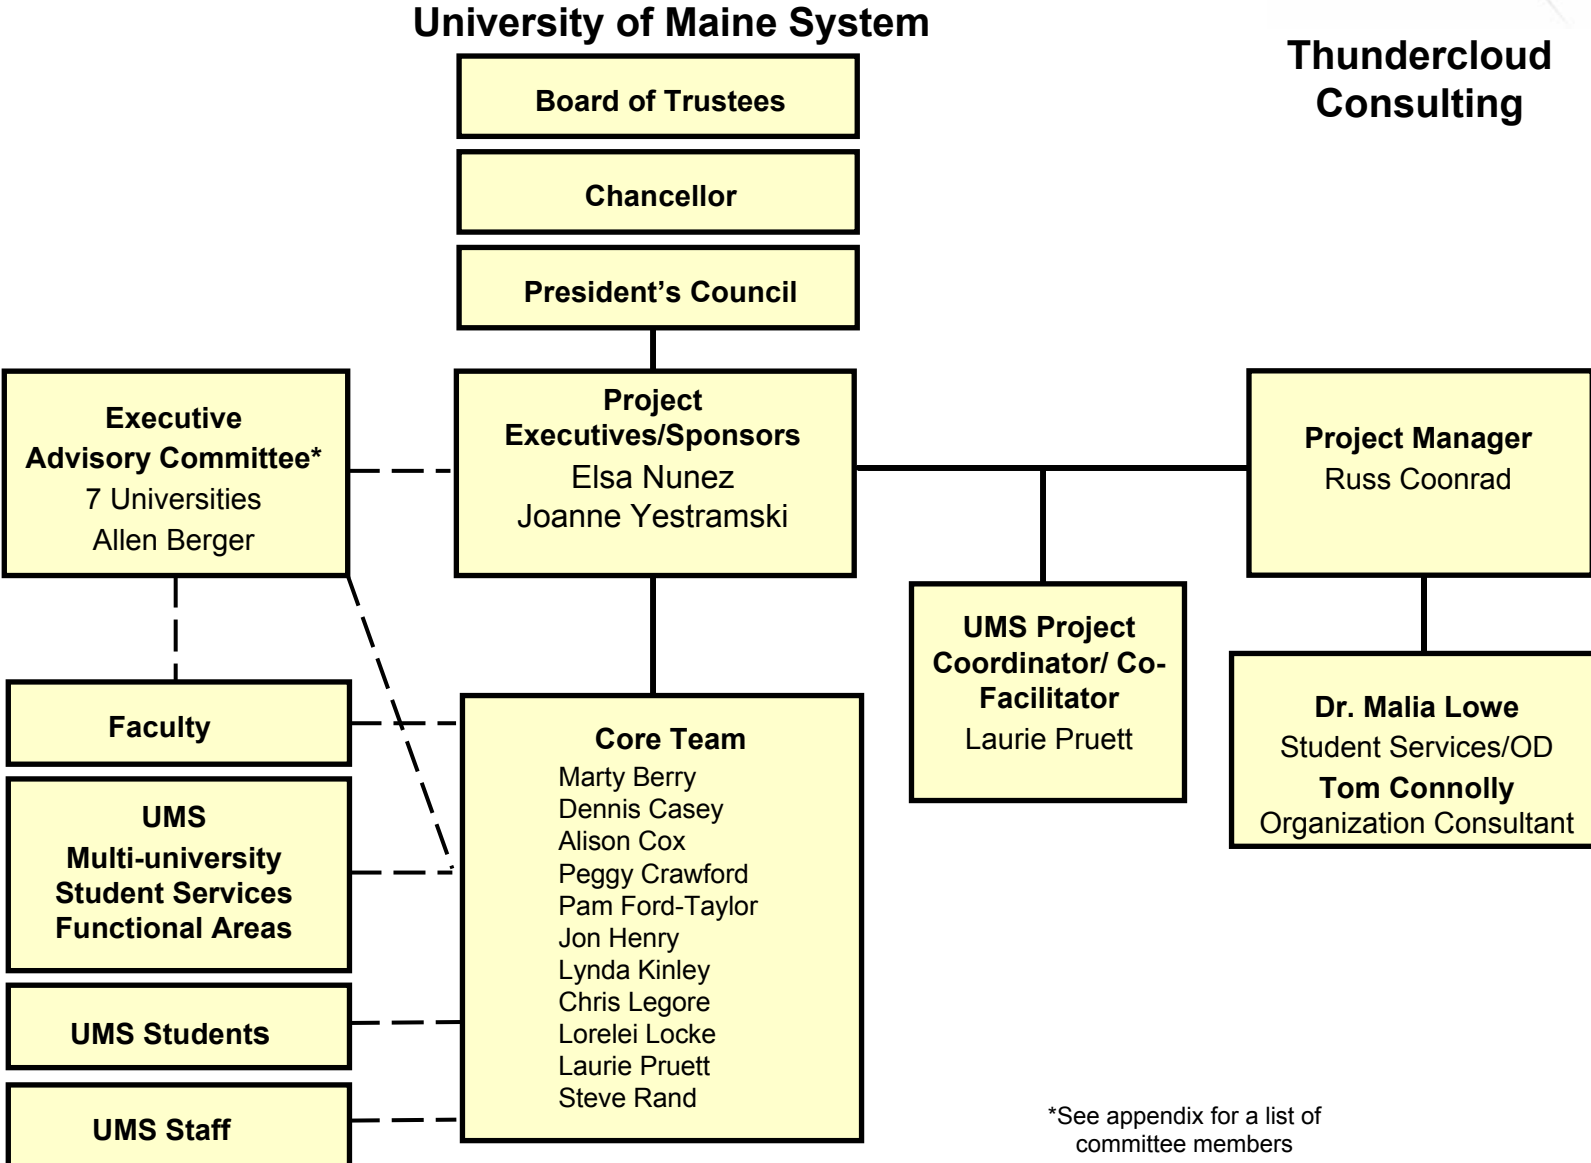 University of Maine System
Thundercloud
Consulting
Board of Trustees
Chancellor
President’s Council
Executive
Advisory Committee*
7 Universities
Allen Berger
Project
Executives/Sponsors
Elsa Nunez
Joanne Yestramski
Project Manager
Russ Coonrad
UMS Project
Coordinator/ Co-
Facilitator
Laurie Pruett
Dr. Malia Lowe
Student Services/OD
Tom Connolly
Organization Consultant
Faculty
UMS
Multi-university
Student Services
Functional Areas
UMS Students
UMS Staff
Core Team
Marty Berry
Dennis Casey
Alison Cox
Peggy Crawford
Pam Ford-Taylor
Jon Henry
Lynda Kinley
Chris Legore
Lorelei Locke
Laurie Pruett
Steve Rand
*See appendix for a list of
committee members